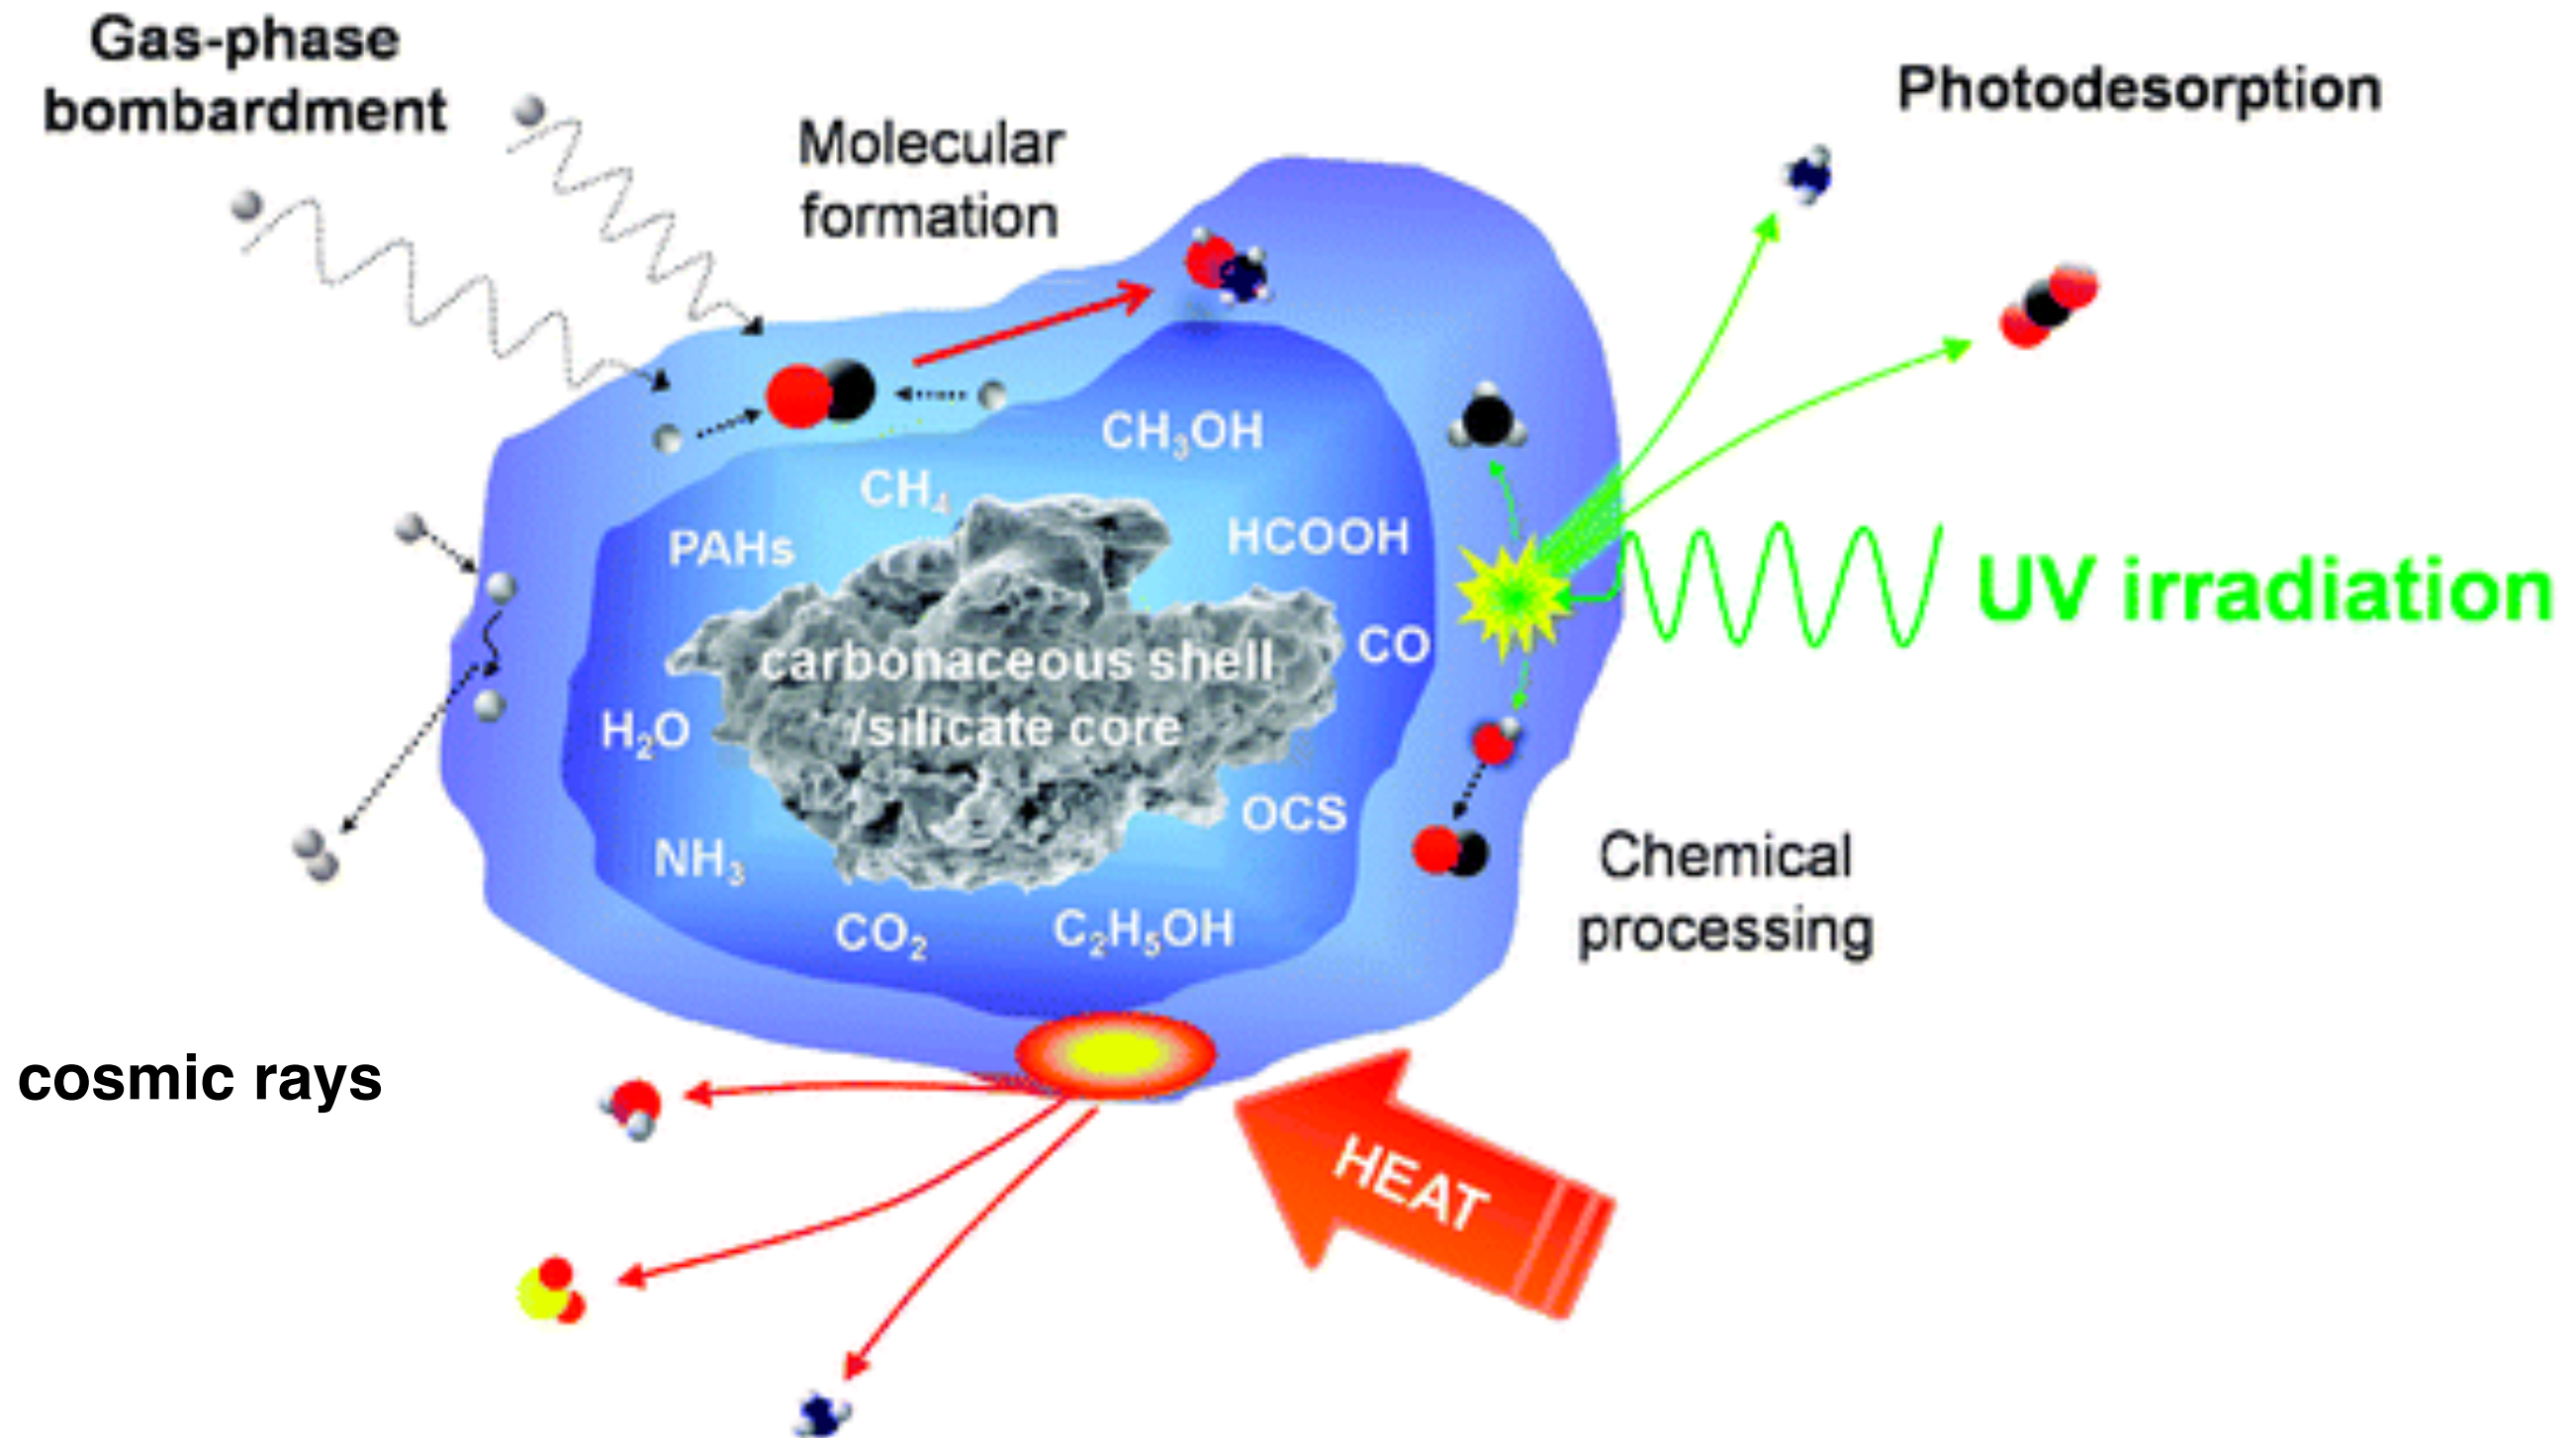 Gas-phase
bombardment
Molecular
formation
Photodesorption
CH₃OH
CH₄
PAHs
HCOOH
UV irradiation
carbonaceous shell
/silicate core
CO
H₂O
OCS
NH₃
Chemical
processing
CO₂
C₂H₅OH
cosmic rays
HEAT